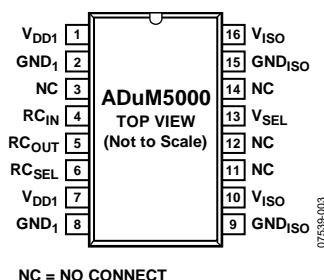 VDD1 1
GND1 2
NC 3
RCIN 4
RCOUT 5
RCSEL 6
VDD1 7
GND1 8
ADuM5000
TOP VIEW
(Not to Scale)
16 VISO
15 GNDISO
14 NC
13 VSEL
12 NC
11 NC
10 VISO
9 GNDISO
07539-003
NC = NO CONNECT